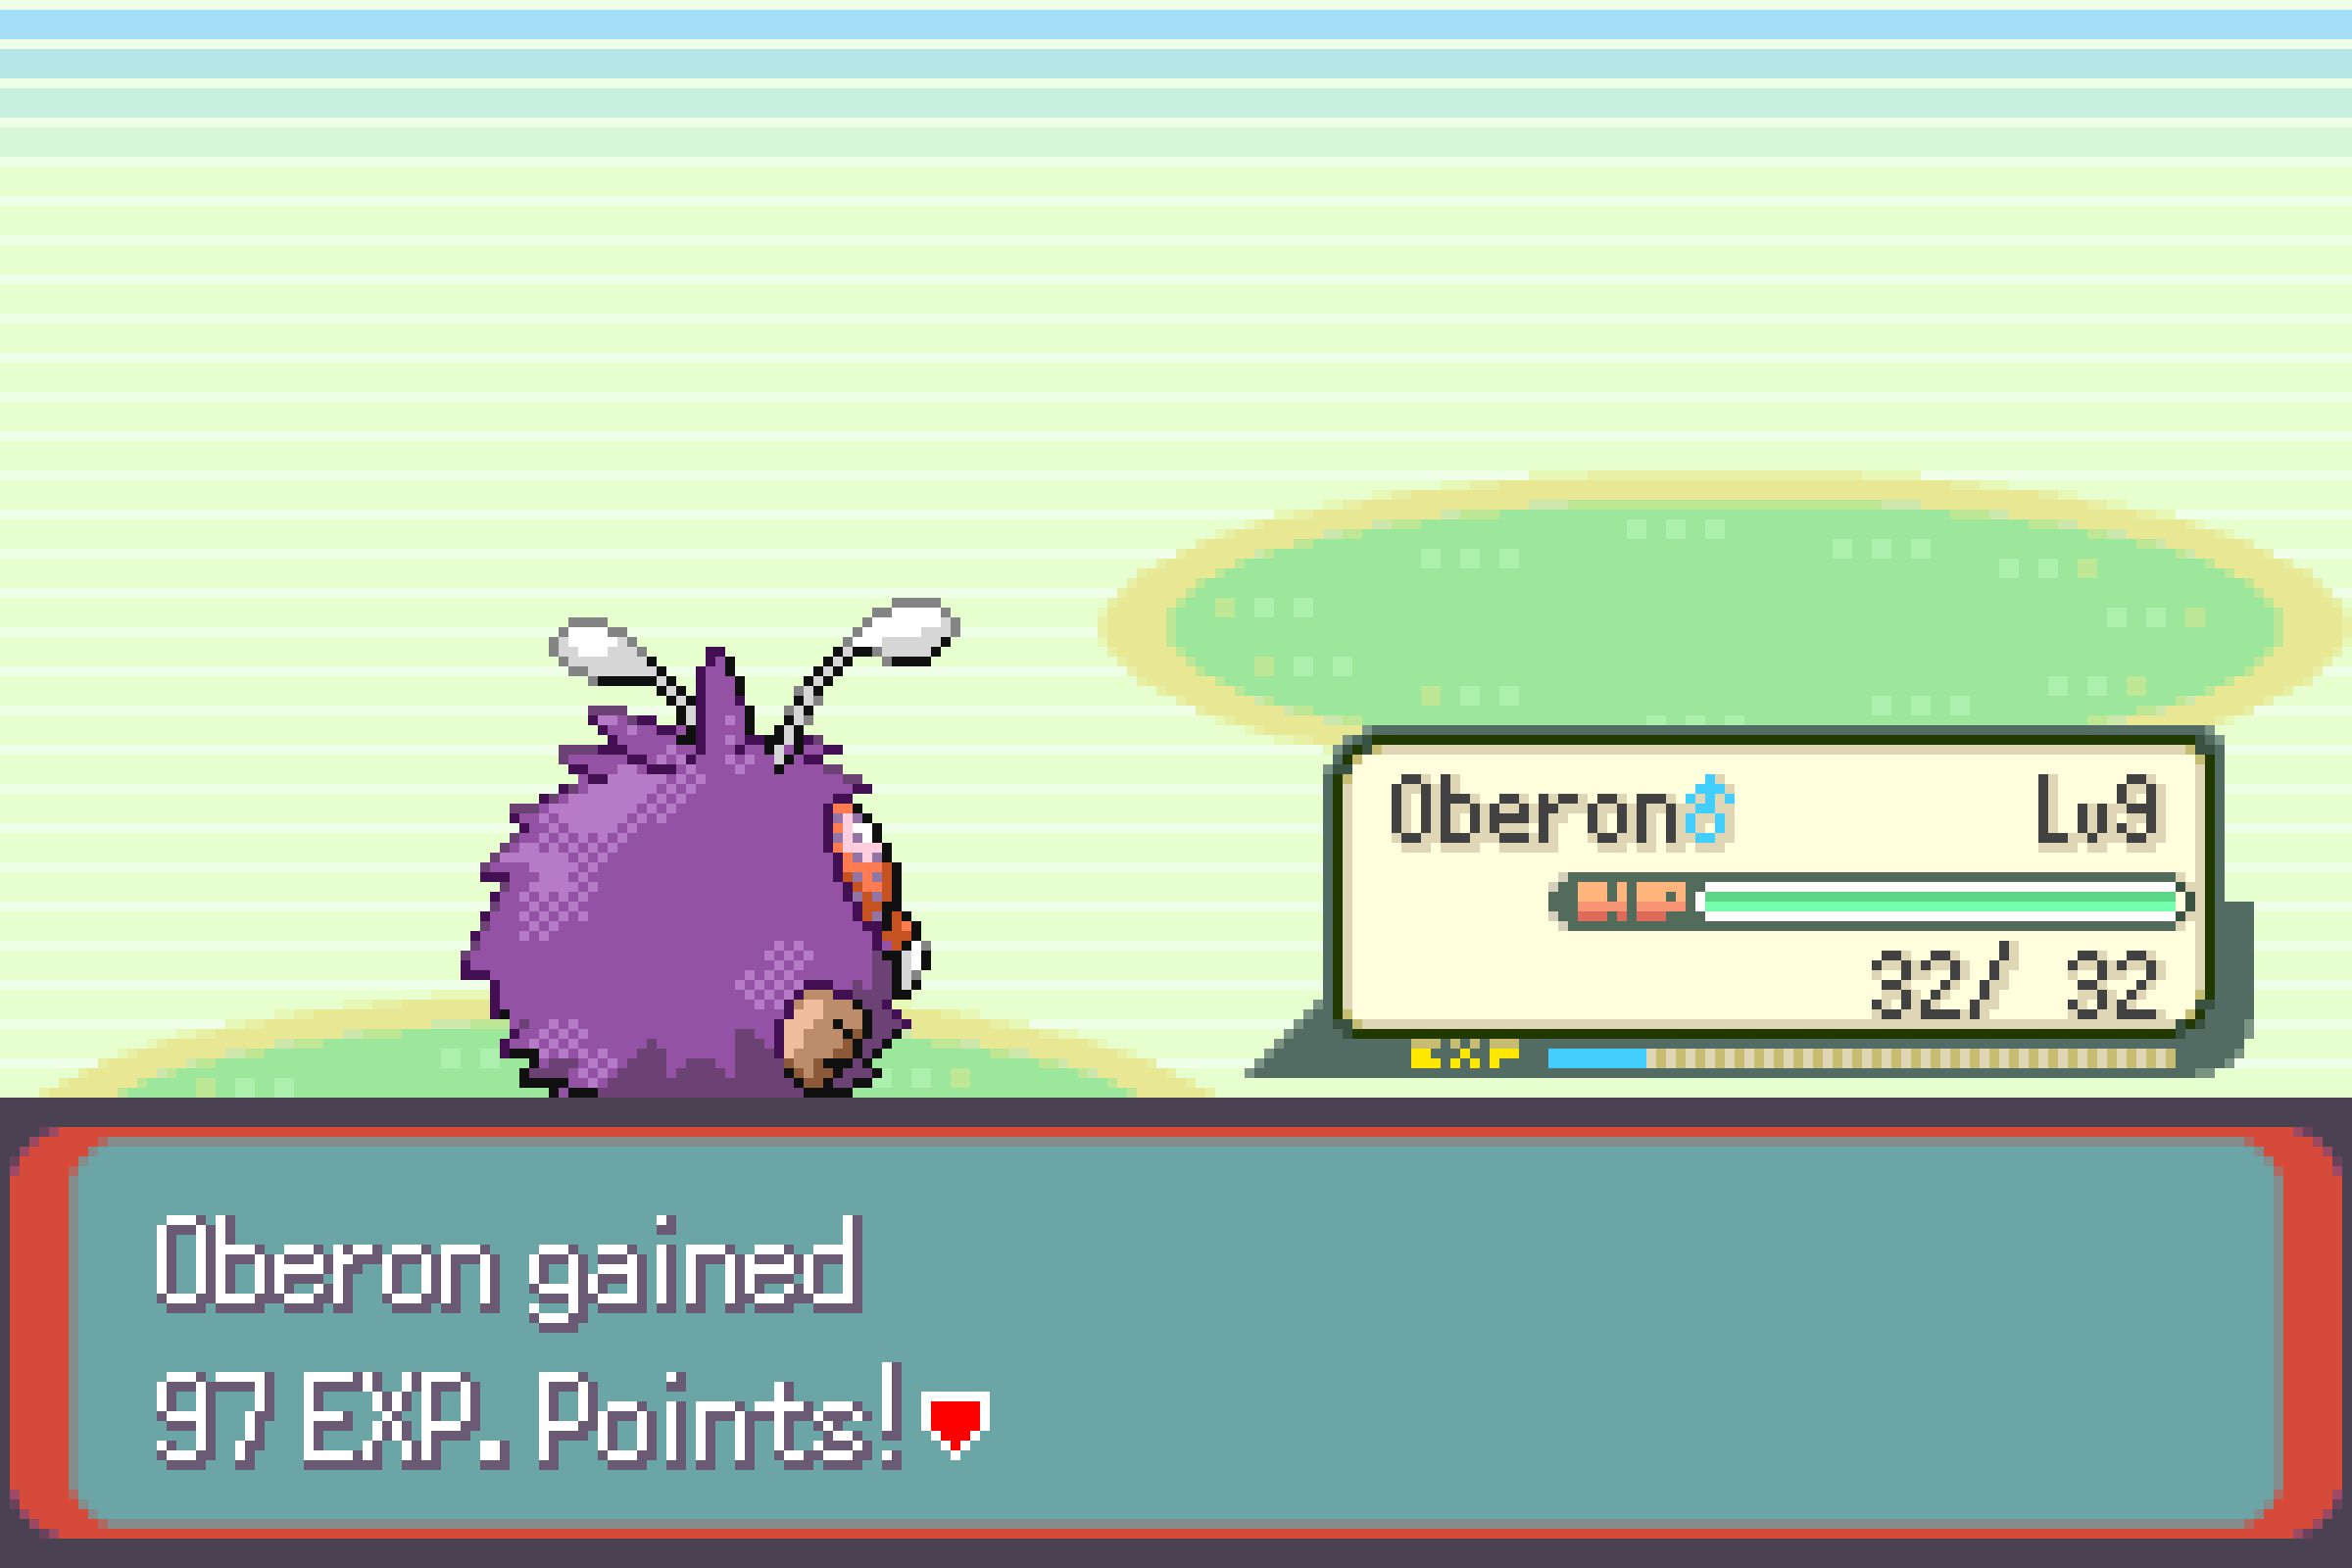 Oberon♂ Lv9
HP
32/ 32
EXP
Oberon gained
97 EXP. Points!